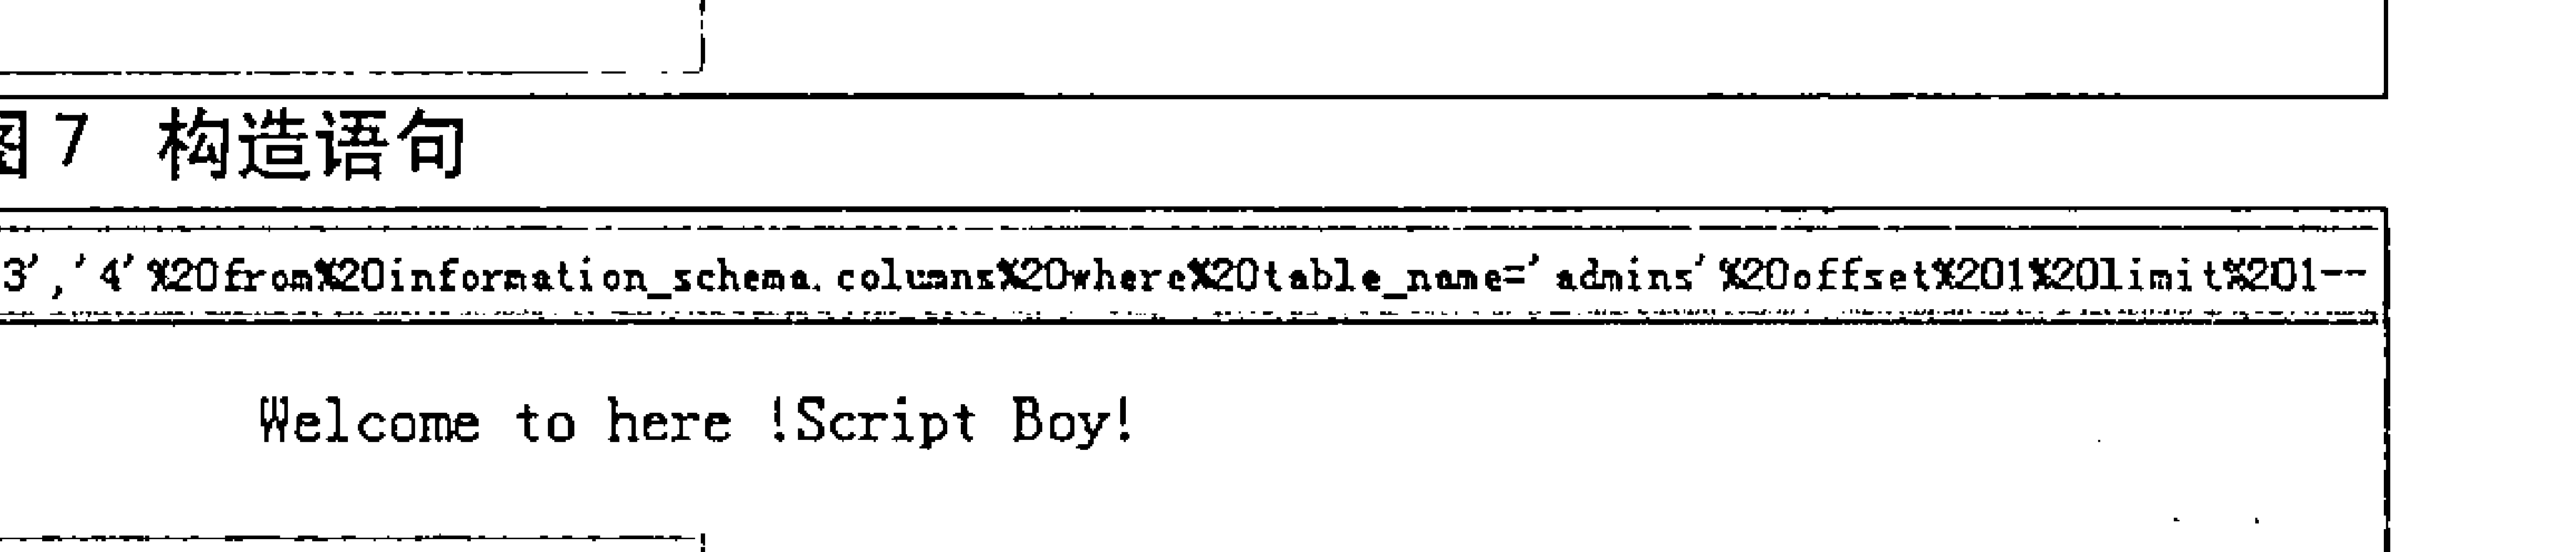 图7 构造语句
3','4'%20from%20information_schema.columns%20where%20table_name='admins'%20offset%201%20limit%201--
Welcome to here !Script Boy!